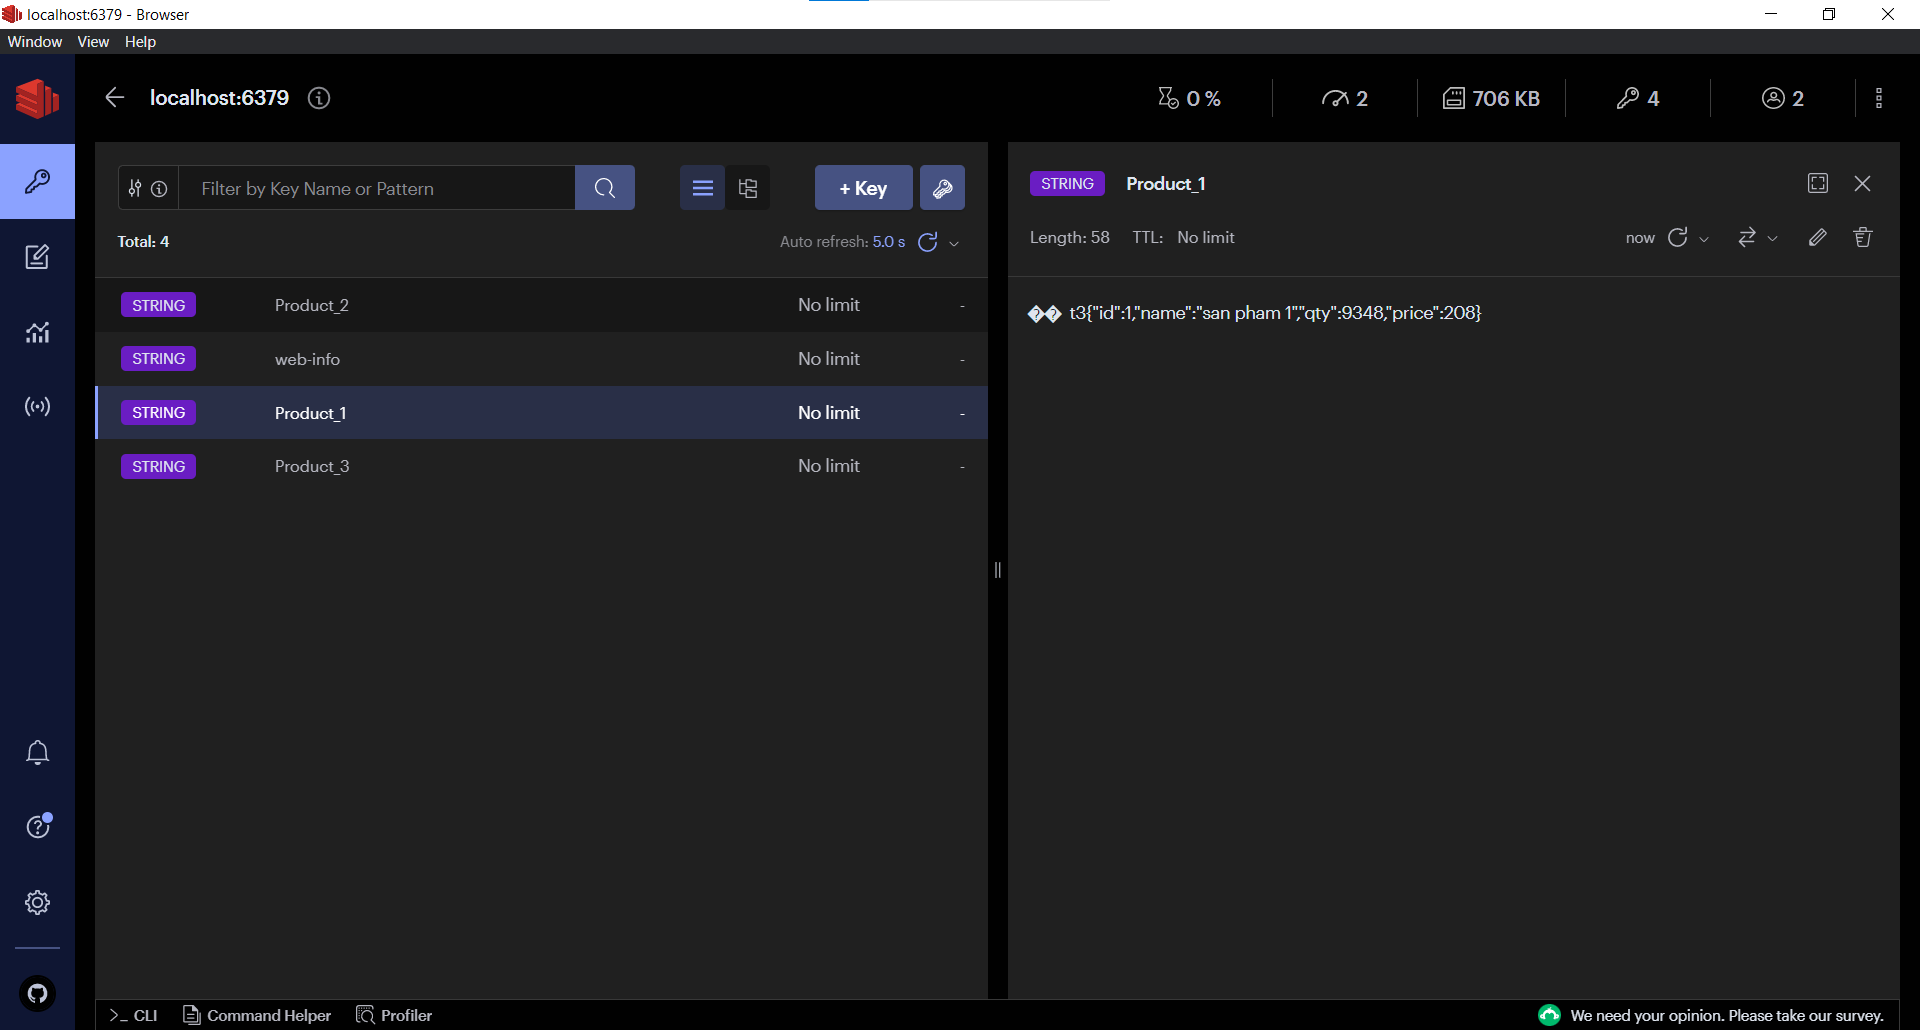 localhost:6379 - Browser
Window View Help
localhost:6379 0 % 2 706 KB 4 2
Filter by Key Name or Pattern + Key
Total: 4 Auto refresh: 5.0 s
STRING Product_2 No limit -
STRING web-info No limit -
STRING Product_1 No limit -
STRING Product_3 No limit -
STRING Product_1
Length: 58 TTL: No limit now
�� t3{"id":1,"name":"san pham 1","qty":9348,"price":208}
>_ CLI Command Helper Profiler We need your opinion. Please take our survey.